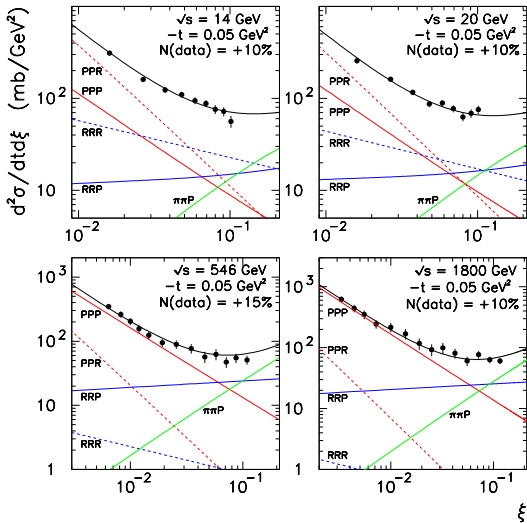 d²σ/dtdξ (mb/GeV²)
√s = 14 GeV
−t = 0.05 GeV²
N(data) = +10%
PPR
PPP
RRR
RRP
ππP
10²
10
10⁻²
10⁻¹
√s = 20 GeV
−t = 0.05 GeV²
N(data) = +10%
PPR
PPP
RRR
RRP
ππP
10²
10
10⁻²
10⁻¹
√s = 546 GeV
−t = 0.05 GeV²
N(data) = +15%
PPP
PPR
RRP
RRR
ππP
10³
10²
10
1
10⁻²
10⁻¹
√s = 1800 GeV
−t = 0.05 GeV²
N(data) = +10%
PPP
PPR
RRP
RRR
ππP
10³
10²
10
1
10⁻²
10⁻¹
ξ